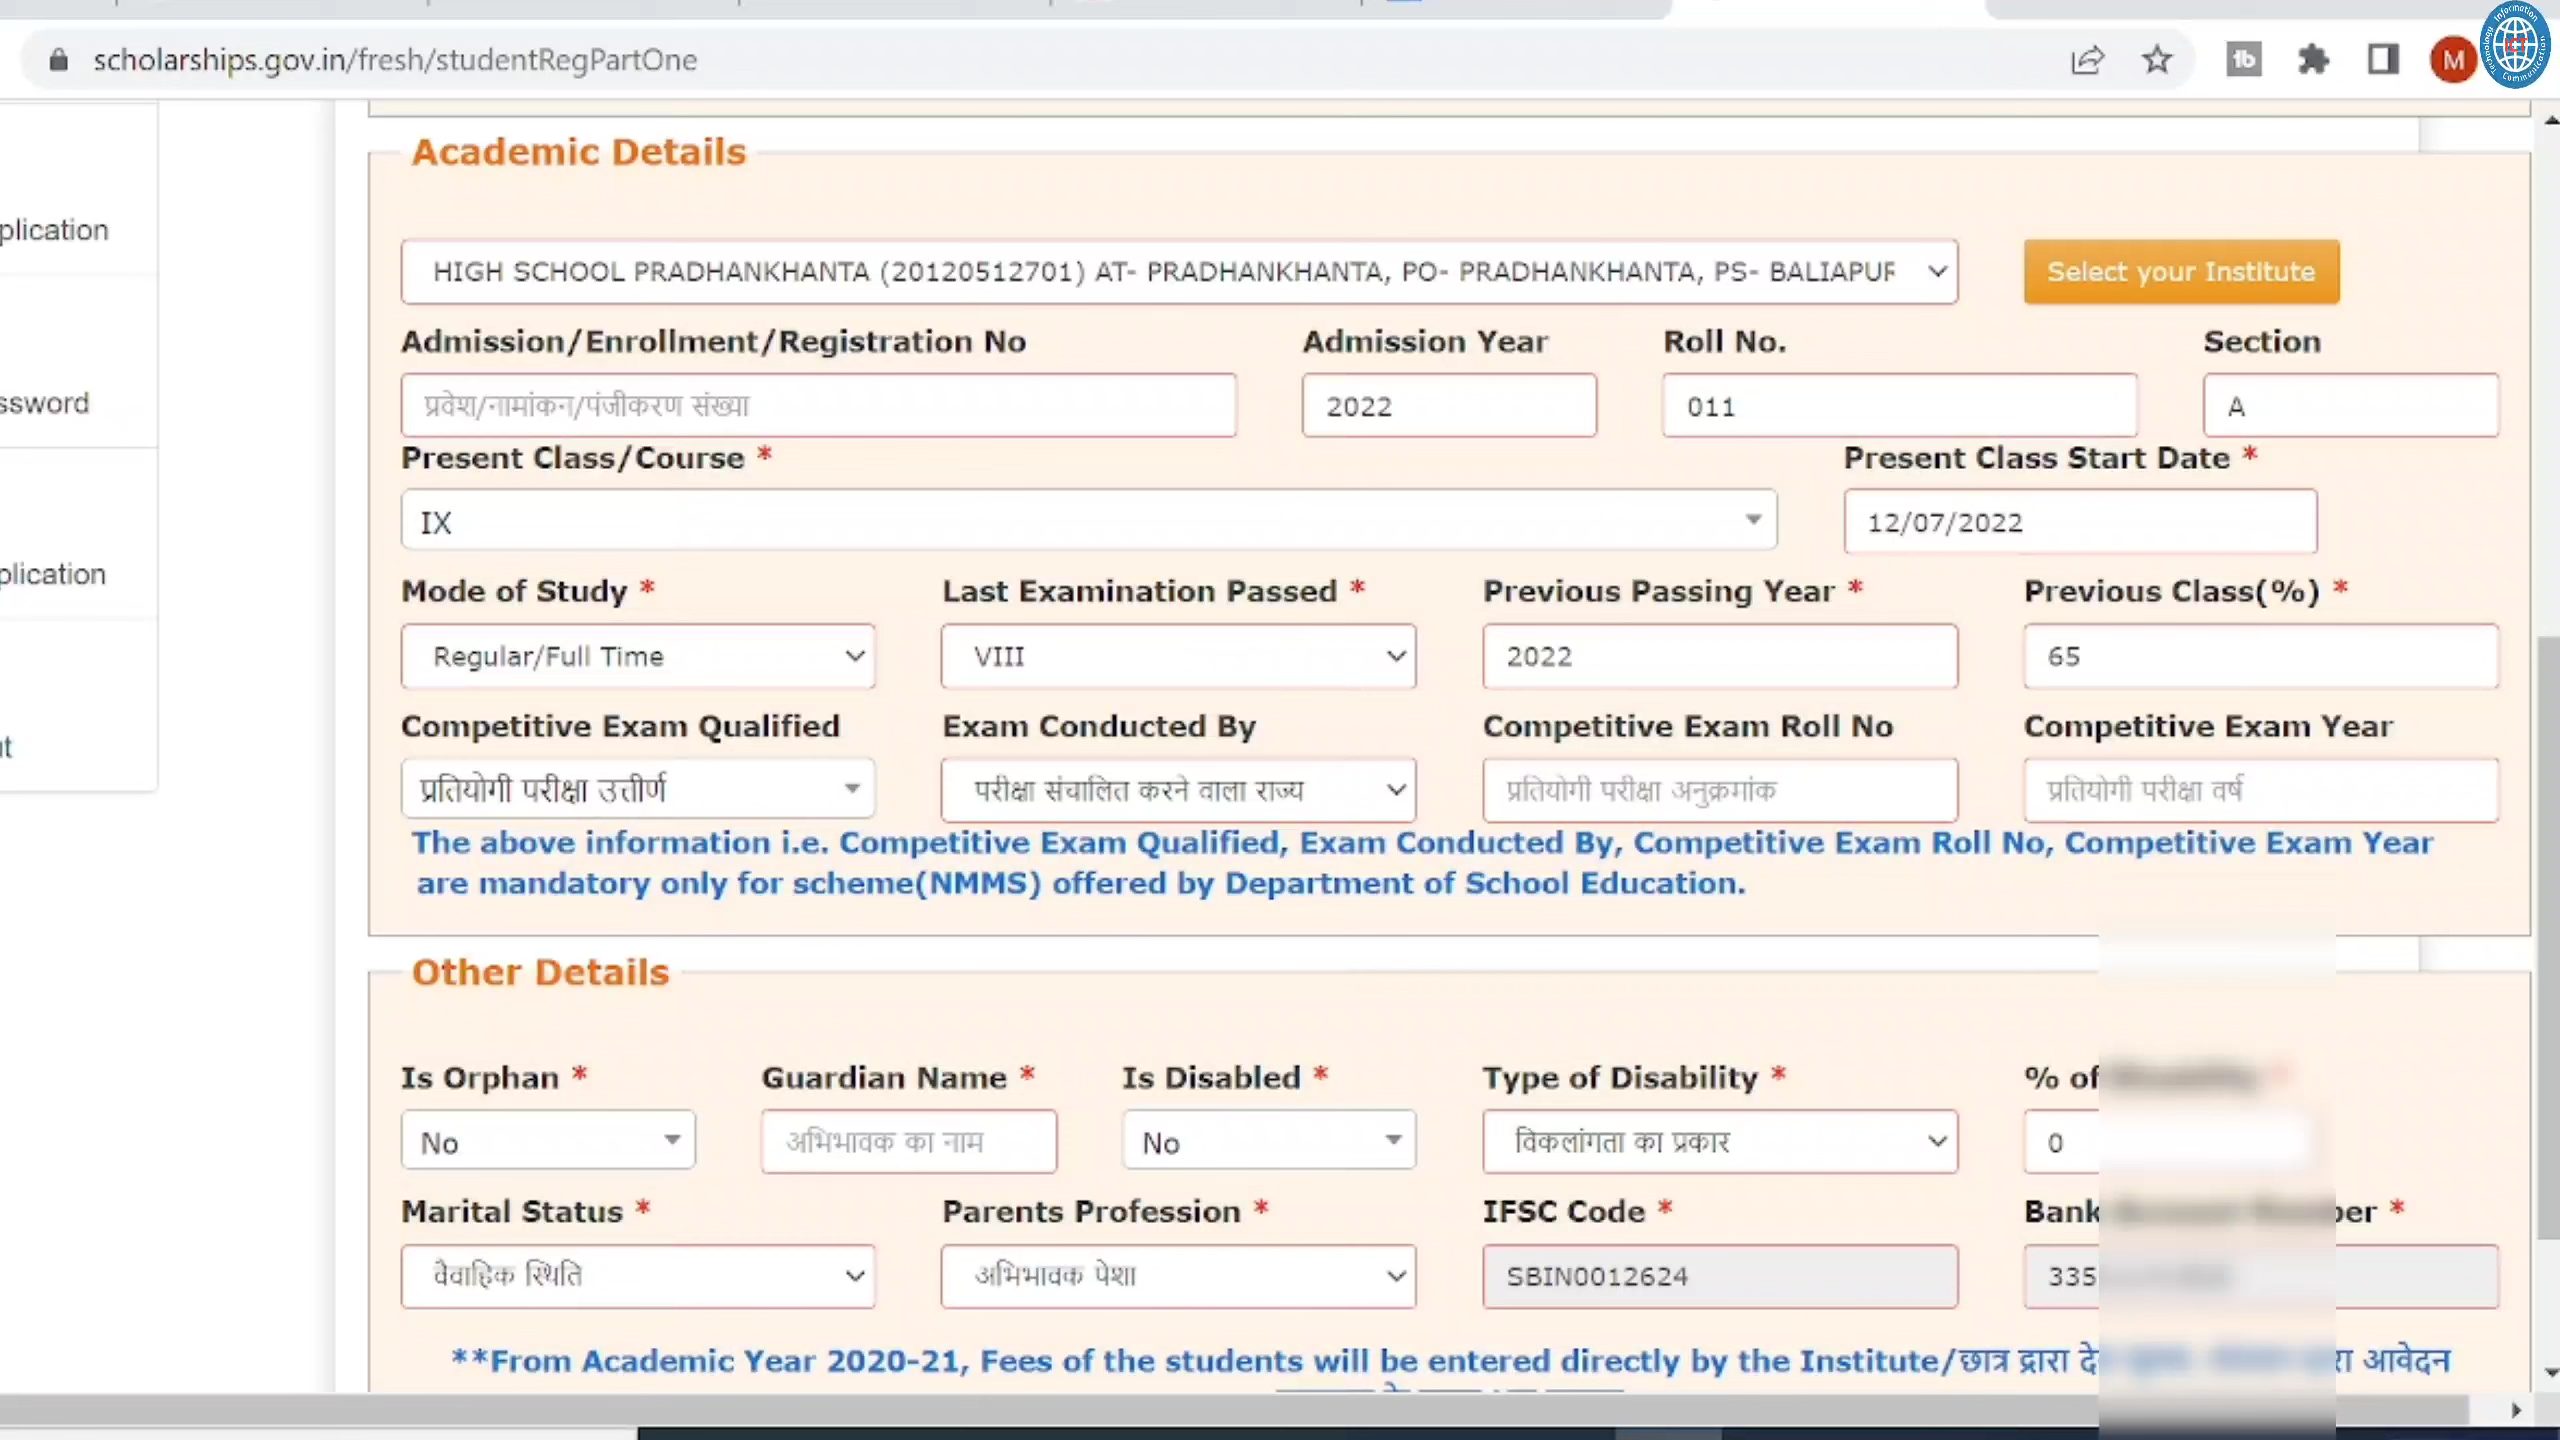 scholarships.gov.in/fresh/studentRegPartOne
M
Information
Communication
Technology
ICT
plication
ssword
plication
t
Academic Details
HIGH SCHOOL PRADHANKHANTA (20120512701) AT- PRADHANKHANTA, PO- PRADHANKHANTA, PS- BALIAPUR
Select your Institute
Admission/Enrollment/Registration No Admission Year Roll No. Section
प्रवेश/नामांकन/पंजीकरण संख्या 2022 011 A
Present Class/Course * Present Class Start Date *
IX 12/07/2022
Mode of Study * Last Examination Passed * Previous Passing Year * Previous Class(%) *
Regular/Full Time VIII 2022 65
Competitive Exam Qualified Exam Conducted By Competitive Exam Roll No Competitive Exam Year
प्रतियोगी परीक्षा उत्तीर्ण परीक्षा संचालित करने वाला राज्य प्रतियोगी परीक्षा अनुक्रमांक प्रतियोगी परीक्षा वर्ष
The above information i.e. Competitive Exam Qualified, Exam Conducted By, Competitive Exam Roll No, Competitive Exam Year
are mandatory only for scheme(NMMS) offered by Department of School Education.
Other Details
Is Orphan * Guardian Name * Is Disabled * Type of Disability * % of
No अभिभावक का नाम No विकलांगता का प्रकार 0
Marital Status * Parents Profession * IFSC Code * Bank ber *
वैवाहिक स्थिति अभिभावक पेशा SBIN0012624 335
**From Academic Year 2020-21, Fees of the students will be entered directly by the Institute/छात्र द्वारा दे रा आवेदन